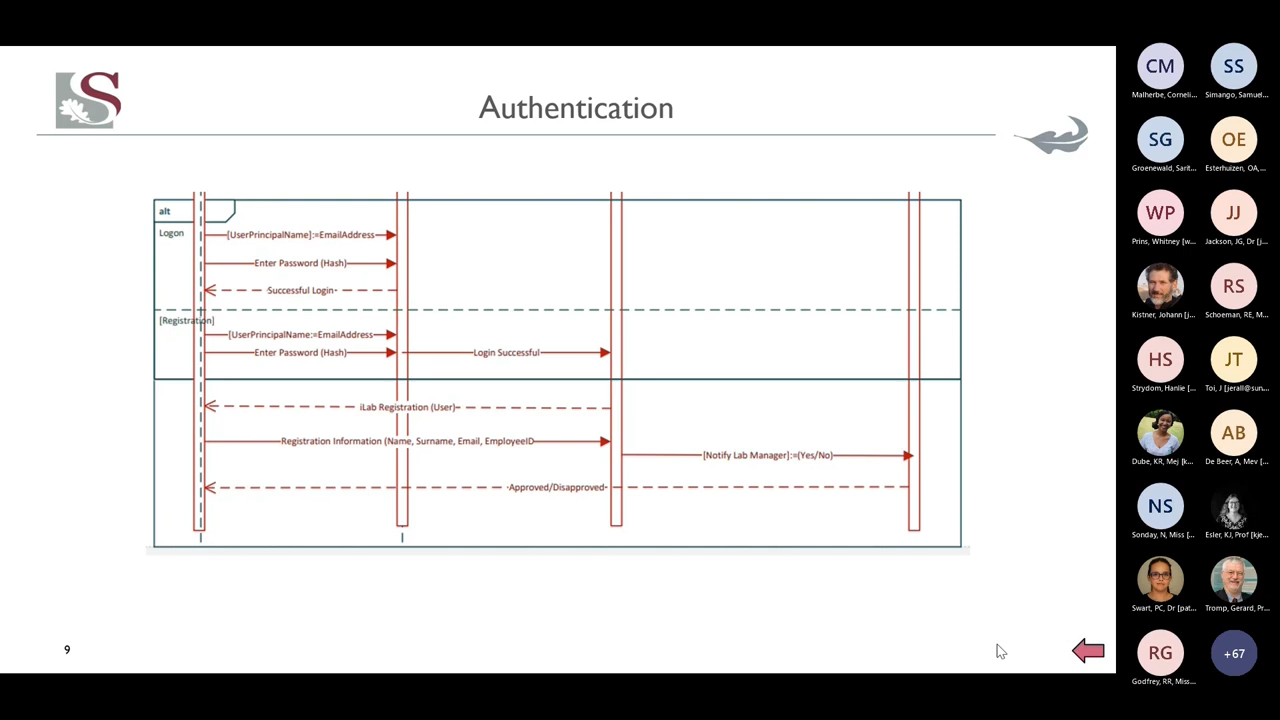 S
Authentication
alt
Logon
[UserPrincipalName]:=EmailAddress
Enter Password (Hash)
Successful Login
[Registration]
[UserPrincipalName:=EmailAddress
Enter Password (Hash)
Login Successful
iLab Registration (User)
Registration Information (Name, Surname, Email, EmployeeID
[Notify Lab Manager]:=(Yes/No)
Approved/Disapproved
9
CM
SS
Malherbe, Corneli...
Simango, Samuel...
SG
OE
Groenewald, Sarit...
Esterhuizen, OA,...
WP
JJ
Prins, Whitney [w...
Jackson, JG, Dr [j...
RS
Kistner, Johann [j...
Schoeman, RE, M...
HS
JT
Strydom, Hanlie [...
Toi, J [jerall@sun...
AB
Dube, KR, Mej [k...
De Beer, A, Mev [...
NS
Sonday, N, Miss [...
Esler, KJ, Prof [kje...
Swart, PC, Dr [pat...
Tromp, Gerard, Pr...
RG
+67
Godfrey, RR, Miss...